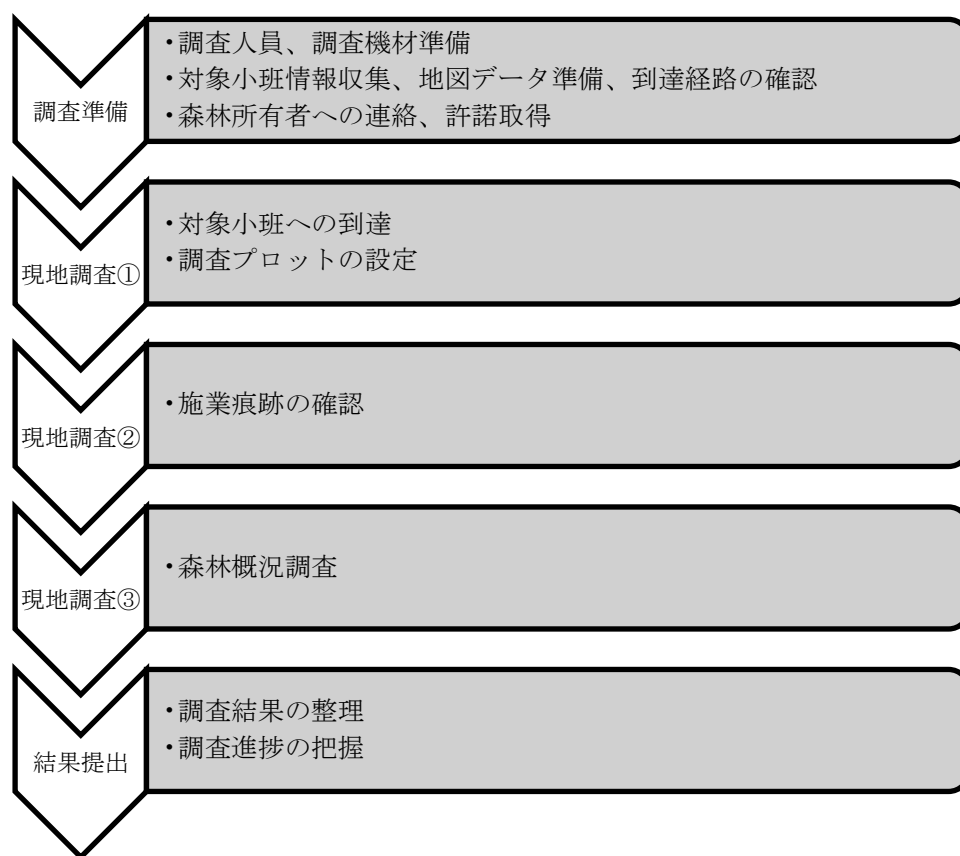 調査準備
・調査人員、調査機材準備
・対象小班情報収集、地図データ準備、到達経路の確認
・森林所有者への連絡、許諾取得
現地調査①
・対象小班への到達
・調査プロットの設定
現地調査②
・施業痕跡の確認
現地調査③
・森林概況調査
結果提出
・調査結果の整理
・調査進捗の把握